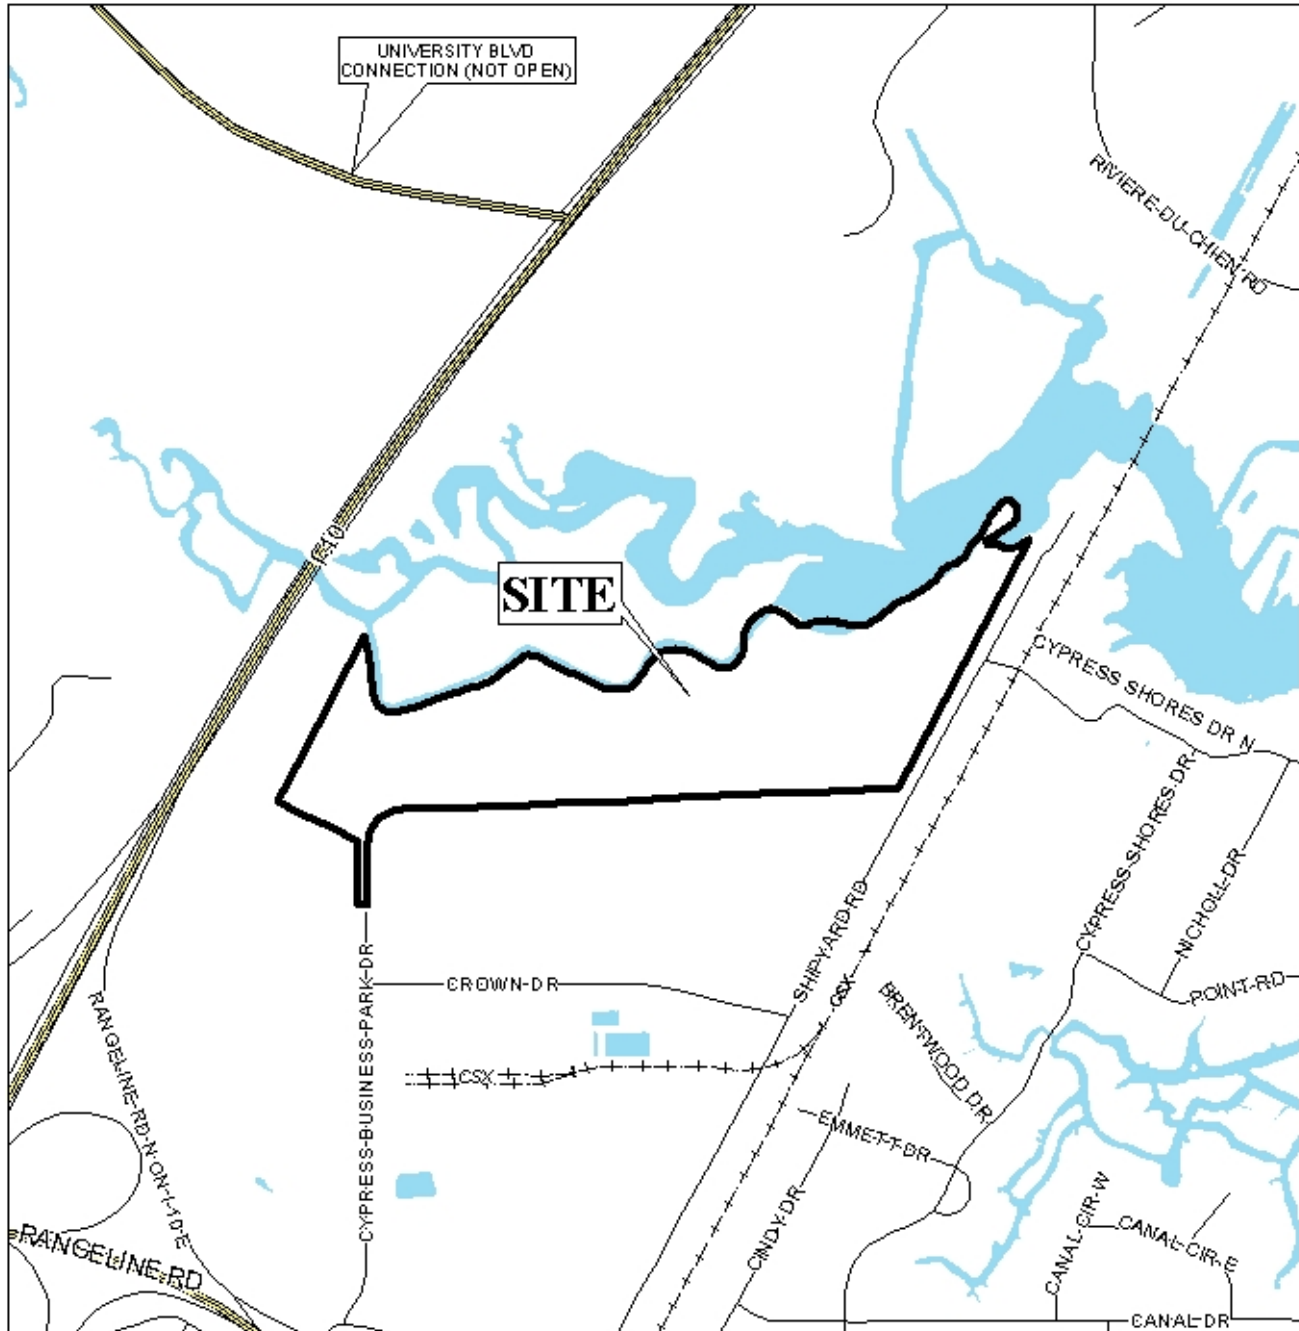 UNIVERSITY BLVD
CONNECTION (NOT OPEN)
RIVIERE-DU-CHIEN-RD
I-10
SITE
CYPRESS SHORES DR N
CYPRESS-SHORES-DR
NICHOLL-DR
SHIPYARD-RD
CSX
CROWN-DR
CYPRESS-BUSINESS-PARK-DR
BRENTWOOD DR
POINT-RD
RANGELINE-RD-N-ON-I-10-E
CSX
EMMETT-DR
CINDY-DR
CANAL-CIR-W
CANAL-CIR-E
RANGELINE-RD
CANAL-DR